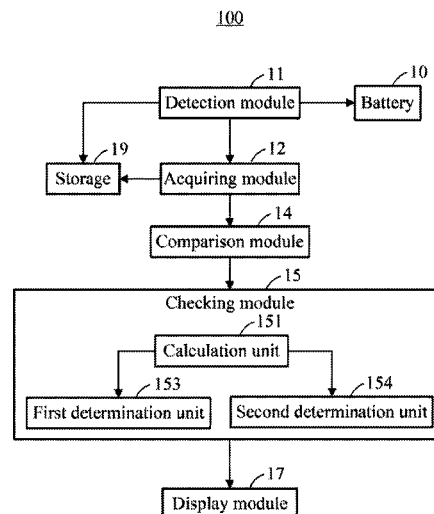 100
11
10
Detection module
Battery
19
12
Storage
Acquiring module
14
Comparison module
15
Checking module
151
Calculation unit
153
154
First determination unit
Second determination unit
17
Display module